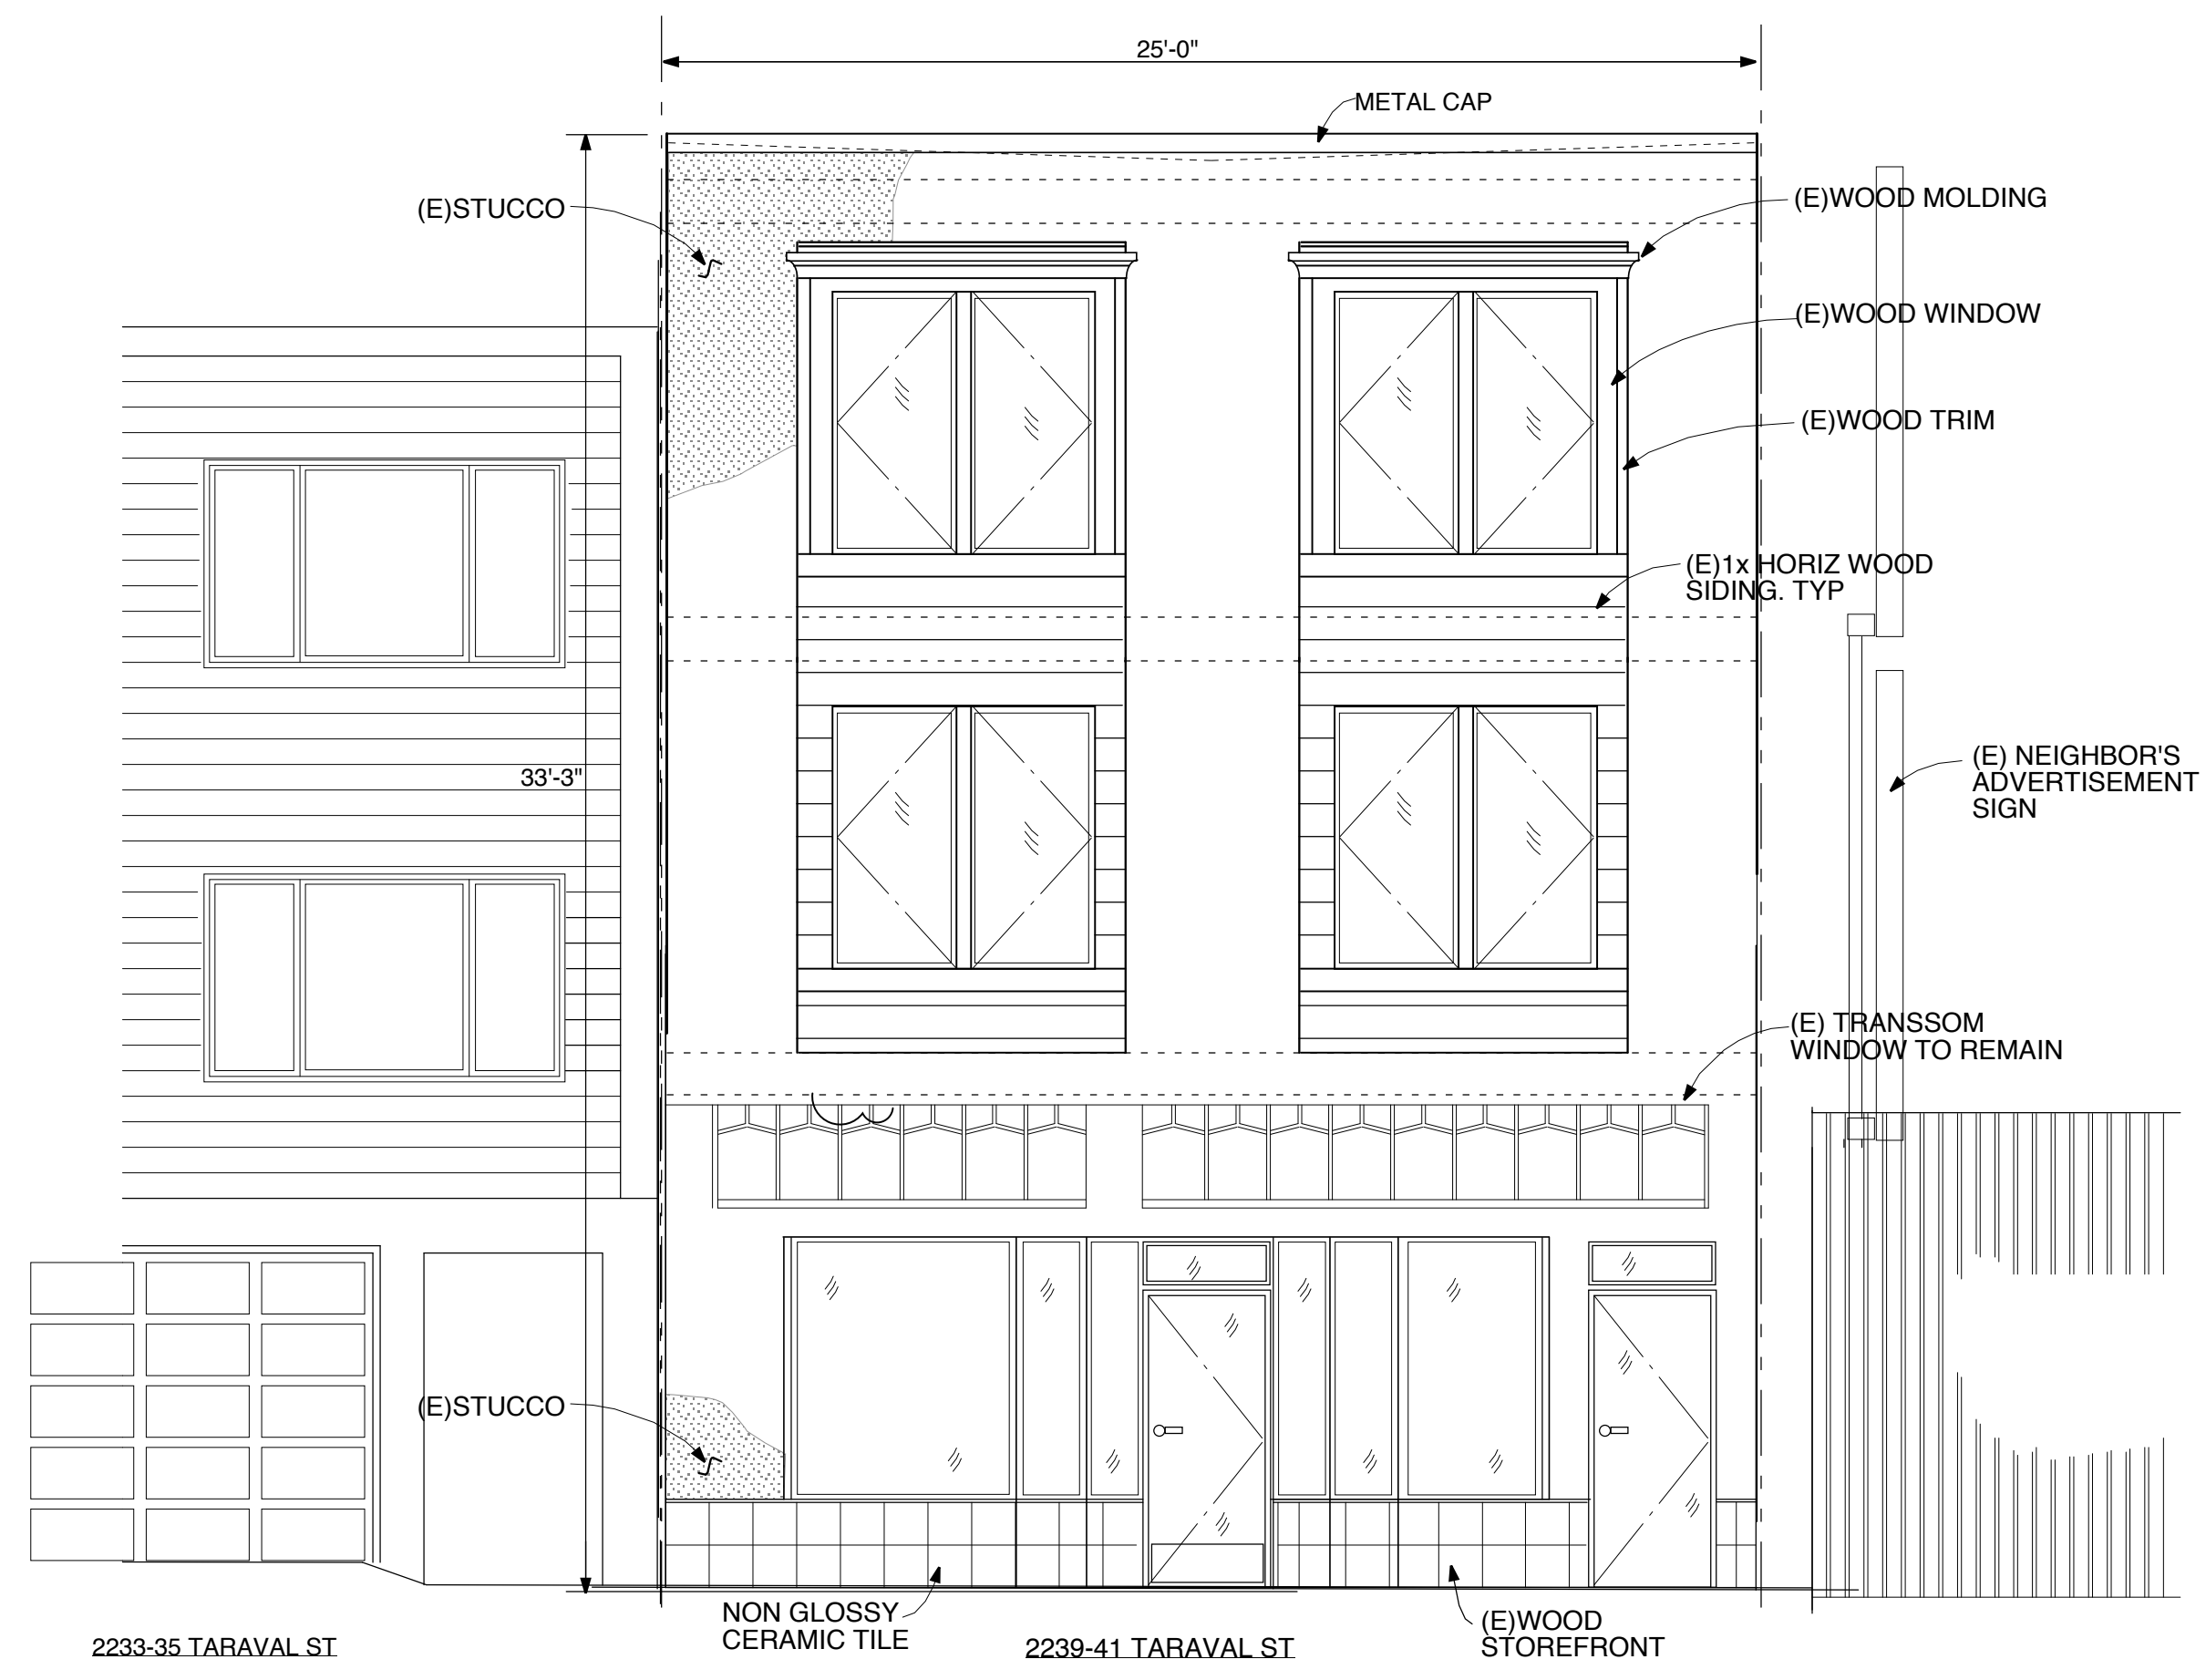 25'-0"
METAL CAP
(E)STUCCO
(E)WOOD MOLDING
(E)WOOD WINDOW
(E)WOOD TRIM
(E)1x HORIZ WOOD
SIDING. TYP
33'-3"
(E) NEIGHBOR'S
ADVERTISEMENT
SIGN
(E) TRANSSOM
WINDOW TO REMAIN
(E)STUCCO
NON GLOSSY
CERAMIC TILE
(E)WOOD
STOREFRONT
2233-35 TARAVAL ST
2239-41 TARAVAL ST